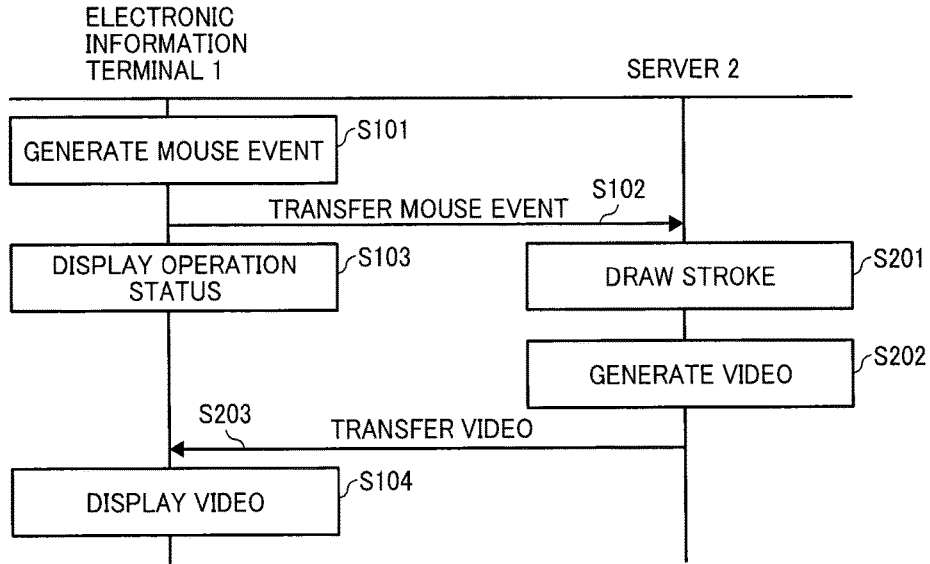 ELECTRONIC
INFORMATION
TERMINAL 1
SERVER 2
GENERATE MOUSE EVENT
S101
TRANSFER MOUSE EVENT
S102
DISPLAY OPERATION
STATUS
S103
DRAW STROKE
S201
GENERATE VIDEO
S202
S203
TRANSFER VIDEO
DISPLAY VIDEO
S104